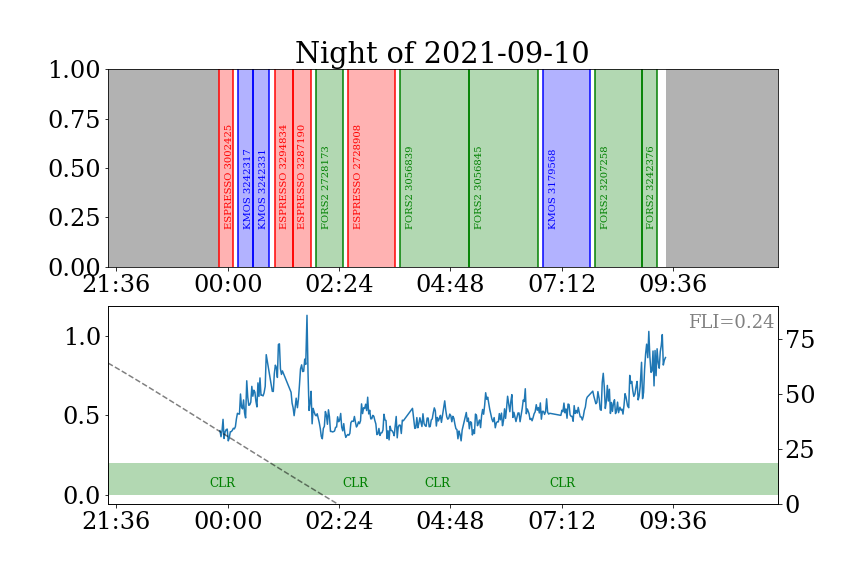 Night of 2021-09-10
1.00
0.75
0.50
0.25
0.00
ESPRESSO 3002425
KMOS 3242317
KMOS 3242331
ESPRESSO 3294834
ESPRESSO 3287190
FORS2 2728173
ESPRESSO 2728908
FORS2 3056839
FORS2 3056845
KMOS 3179568
FORS2 3207258
FORS2 3242376
21:36 00:00 02:24 04:48 07:12 09:36
FLI=0.24
1.0
0.5
0.0
75
50
25
0
CLR CLR CLR CLR
21:36 00:00 02:24 04:48 07:12 09:36